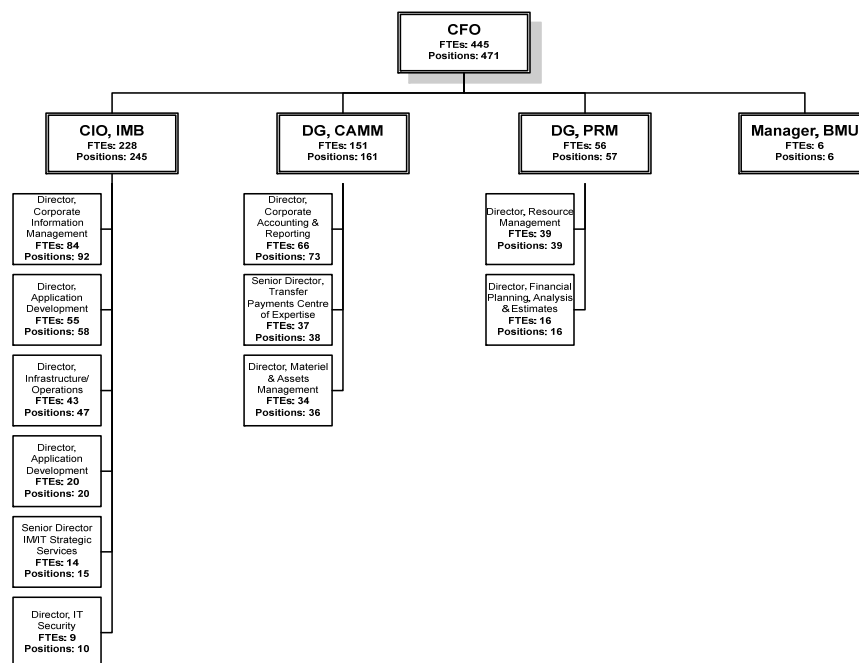 CFO
FTEs: 445
Positions: 471
CIO, IMB
FTEs: 228
Positions: 245
DG, CAMM
FTEs: 151
Positions: 161
DG, PRM
FTEs: 56
Positions: 57
Manager, BMU
FTEs: 6
Positions: 6
Director,
Corporate
Information
Management
FTEs: 84
Positions: 92
Director,
Application
Development
FTEs: 55
Positions: 58
Director,
Infrastructure/
Operations
FTEs: 43
Positions: 47
Director,
Application
Development
FTEs: 20
Positions: 20
Senior Director
IM/IT Strategic
Services
FTEs: 14
Positions: 15
Director, IT
Security
FTEs: 9
Positions: 10
Director,
Corporate
Accounting &
Reporting
FTEs: 66
Positions: 73
Senior Director,
Transfer
Payments Centre
of Expertise
FTEs: 37
Positions: 38
Director, Materiel
& Assets
Management
FTEs: 34
Positions: 36
Director, Resource
Management
FTEs: 39
Positions: 39
Director, Financial
Planning, Analysis
& Estimates
FTEs: 16
Positions: 16